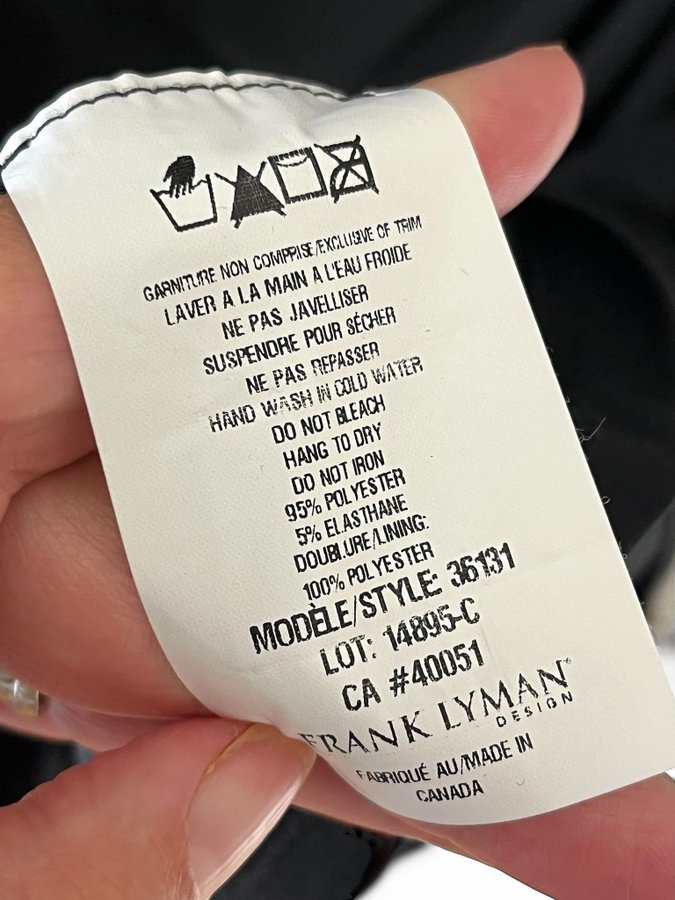 GARNITURE NON COMPRISE/EXCLUSIVE OF TRIM
LAVER A LA MAIN A L'EAU FROIDE
NE PAS JAVELLISER
SUSPENDRE POUR SÉCHER
NE PAS REPASSER
HAND WASH IN COLD WATER
DO NOT BLEACH
HANG TO DRY
DO NOT IRON
95% POLYESTER
5% ELASTHANE
DOUBLURE/LINING:
100% POLYESTER
MODÈLE/STYLE: 36131
LOT: 14895-C
CA #40051
FRANK LYMAN
DESIGN
FABRIQUÉ AU/MADE IN
CANADA